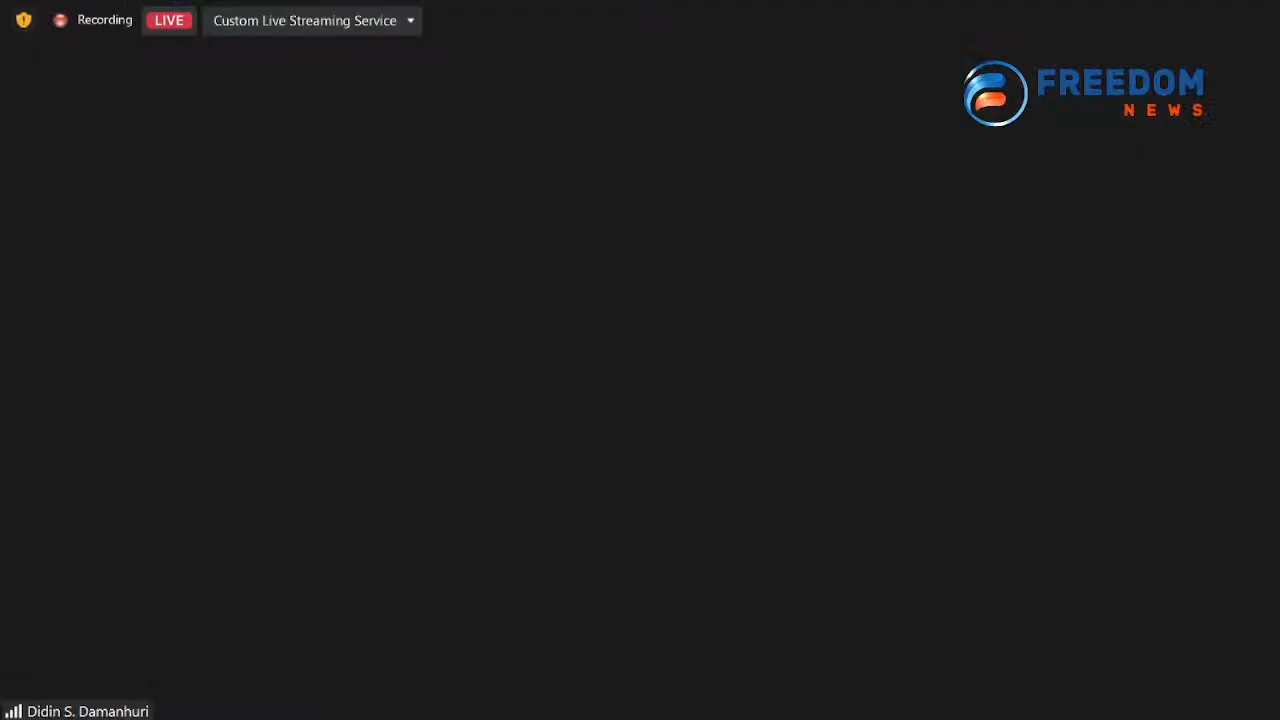 Recording
LIVE
Custom Live Streaming Service
FREEDOM
NEWS
Didin S. Damanhuri